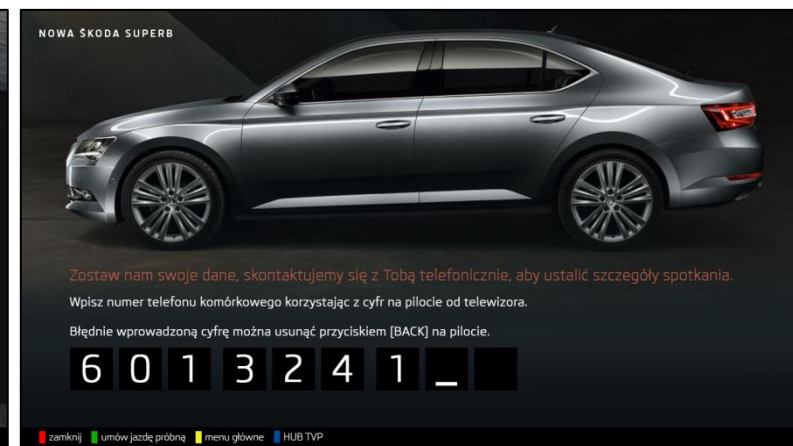 NOWA ŠKODA SUPERB
Zostaw nam swoje dane, skontaktujemy się z Tobą telefonicznie, aby ustalić szczegóły spotkania.
Wpisz numer telefonu komórkowego korzystając z cyfr na pilocie od telewizora.
Błędnie wprowadzoną cyfrę można usunąć przyciskiem [BACK] na pilocie.
6 0 1 3 2 4 1 _
zamknij umów jazdę próbną menu główne HUB TVP